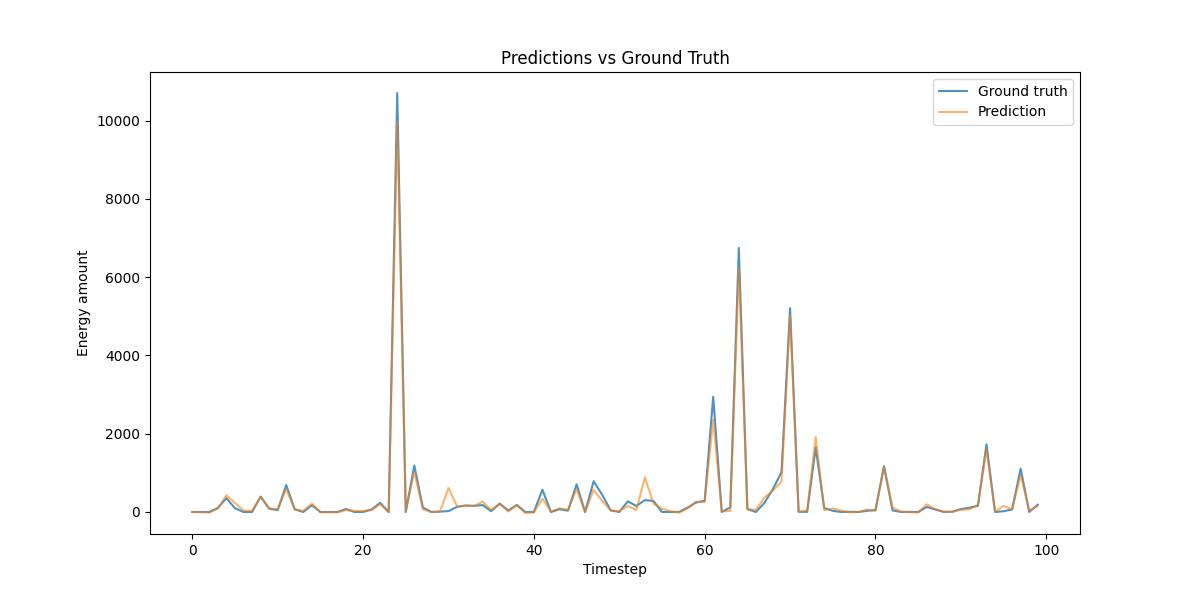 Predictions vs Ground Truth
Ground truth
Prediction
10000
8000
6000
4000
2000
0
Energy amount
0 20 40 60 80 100
Timestep